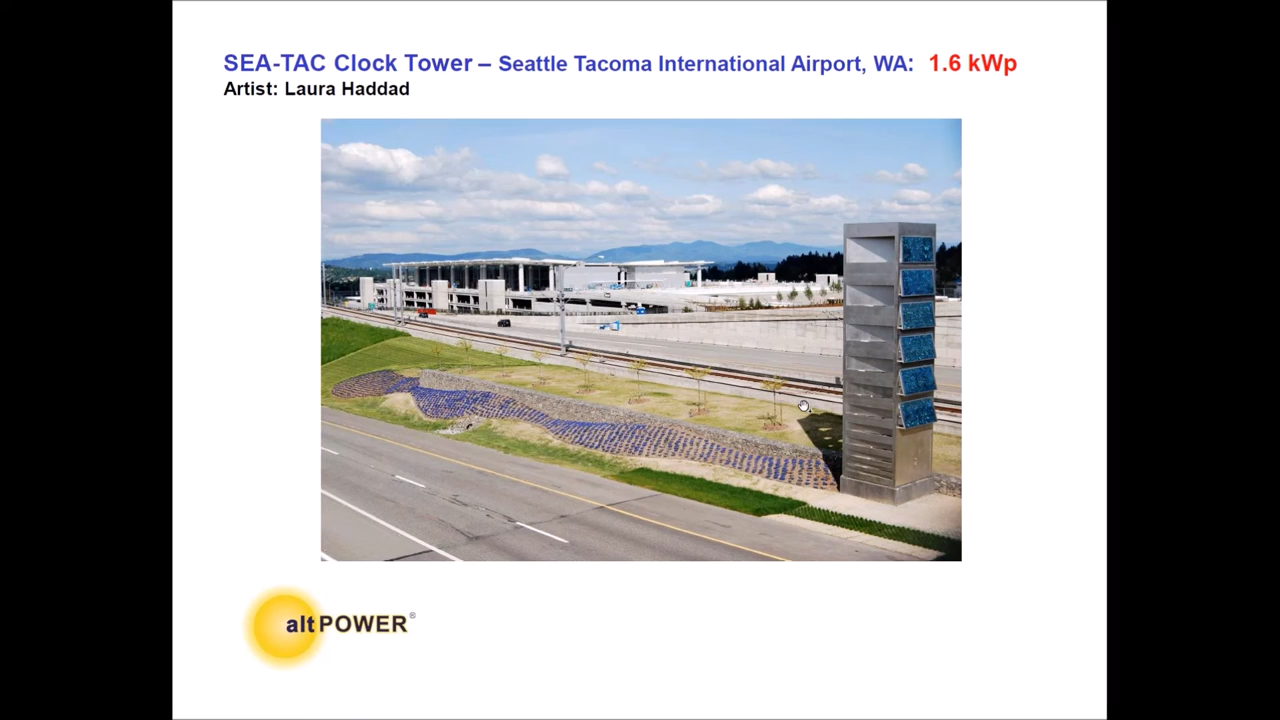 SEA-TAC Clock Tower – Seattle Tacoma International Airport, WA: 1.6 kWp
Artist: Laura Haddad
altPOWER®